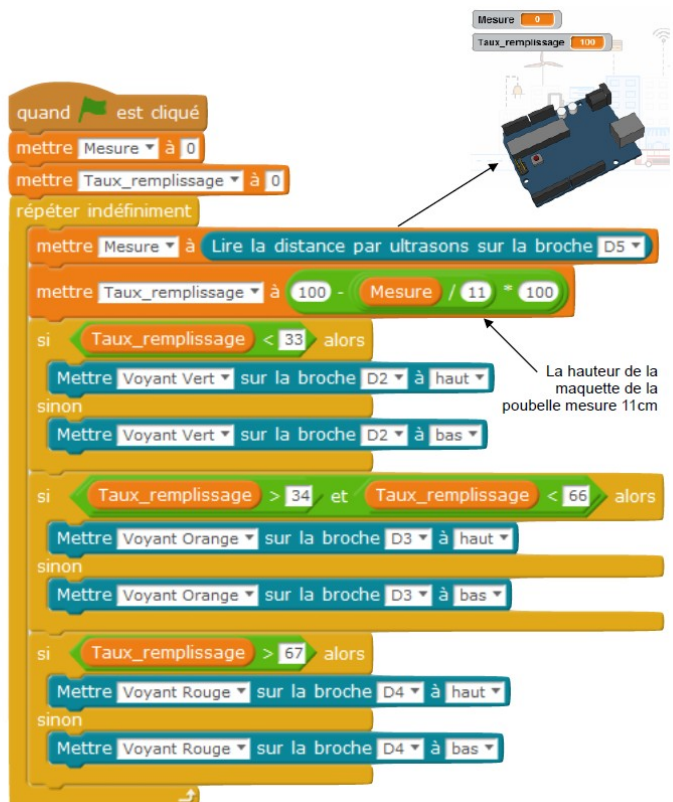 Mesure 0
Taux_remplissage 100
quand est cliqué
mettre Mesure à 0
mettre Taux_remplissage à 0
répéter indéfiniment
mettre Mesure à Lire la distance par ultrasons sur la broche D5
mettre Taux_remplissage à 100 - Mesure / 11 * 100
La hauteur de la
maquette de la
poubelle mesure 11cm
si Taux_remplissage < 33 alors
Mettre Voyant Vert sur la broche D2 à haut
sinon
Mettre Voyant Vert sur la broche D2 à bas
si Taux_remplissage > 34 et Taux_remplissage < 66 alors
Mettre Voyant Orange sur la broche D3 à haut
sinon
Mettre Voyant Orange sur la broche D3 à bas
si Taux_remplissage > 67 alors
Mettre Voyant Rouge sur la broche D4 à haut
sinon
Mettre Voyant Rouge sur la broche D4 à bas